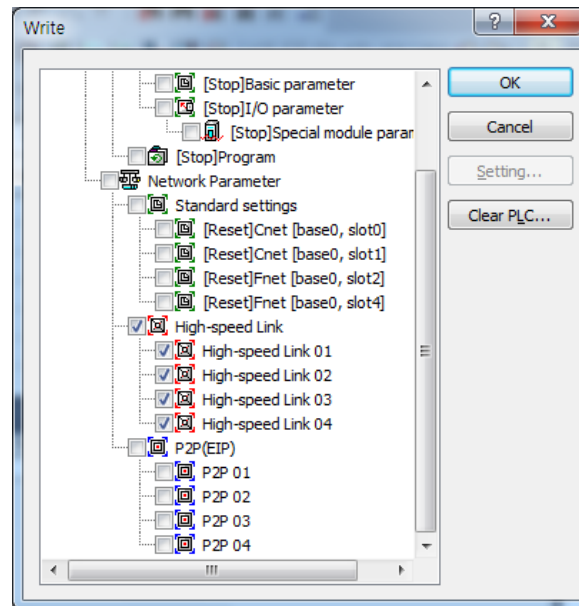 Write
[Stop]Basic parameter
OK
[Stop]I/O parameter
[Stop]Special module param
Cancel
[Stop]Program
Setting...
Network Parameter
Standard settings
Clear PLC...
[Reset]Cnet [base0, slot0]
[Reset]Cnet [base0, slot1]
[Reset]Fnet [base0, slot2]
[Reset]Fnet [base0, slot4]
High-speed Link
High-speed Link 01
High-speed Link 02
High-speed Link 03
High-speed Link 04
P2P(EIP)
P2P 01
P2P 02
P2P 03
P2P 04